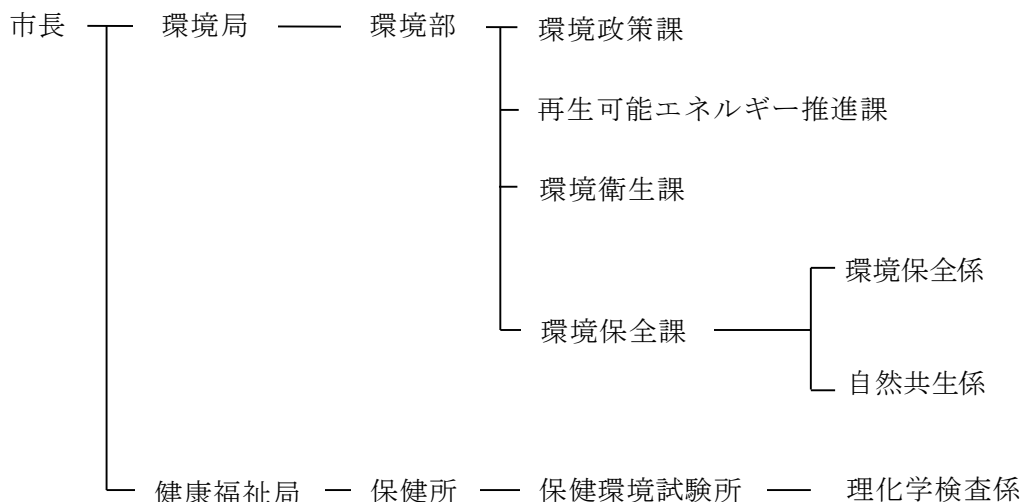 市長 環境局 環境部 環境政策課
再生可能エネルギー推進課
環境衛生課
環境保全係
環境保全課
自然共生係
健康福祉局 保健所 保健環境試験所 理化学検査係